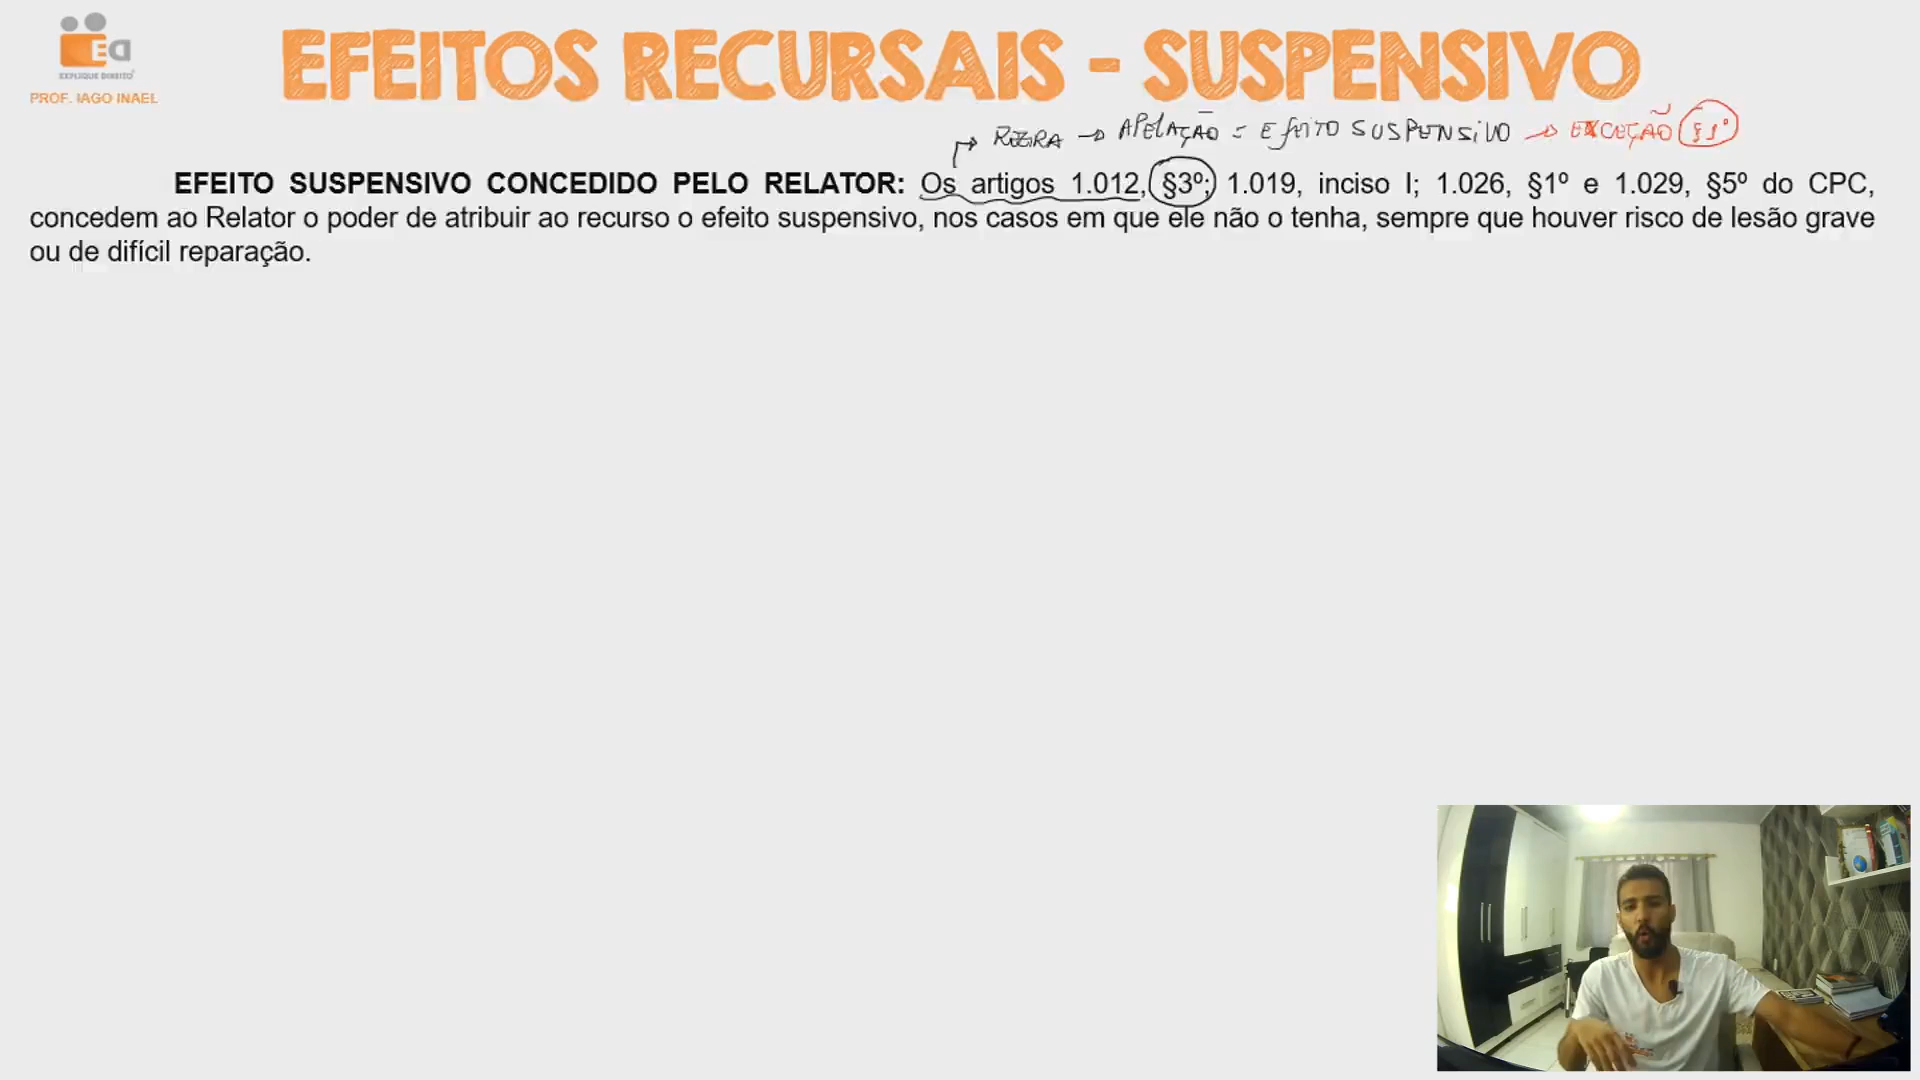 ED
EXPLIQUE DIREITO
PROF. IAGO INAEL
EFEITOS RECURSAIS - SUSPENSIVO
REGRA → APELAÇÃO = EFEITO SUSPENSIVO → EXCEÇÃO §1º
EFEITO SUSPENSIVO CONCEDIDO PELO RELATOR: Os artigos 1.012, §3º; 1.019, inciso I; 1.026, §1º e 1.029, §5º do CPC,
concedem ao Relator o poder de atribuir ao recurso o efeito suspensivo, nos casos em que ele não o tenha, sempre que houver risco de lesão grave
ou de difícil reparação.